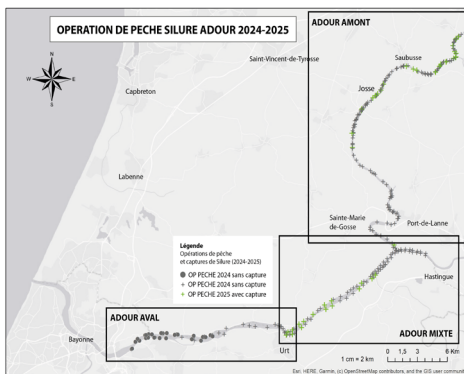 OPERATION DE PECHE SILURE ADOUR 2024-2025
ADOUR AMONT
N
W
E
S
Saint-Vincent-de-Tyrosse
Saubusse
Capbreton
Josse
Labenne
Sainte-Marie
de-Gosse
Port-de-Lanne
Légende
Opérations de pêche
et captures de Silure (2024-2025)
OP PECHE 2024 sans capture
OP PECHE 2024 sans capture
OP PECHE 2025 avec capture
Hastingue
ADOUR AVAL
Bayonne
Urt
ADOUR MIXTE
1 cm = 2 km
0 1,5 3 6 Km
Esri, HERE, Garmin, (c) OpenStreetMap contributors, and the GIS user communit